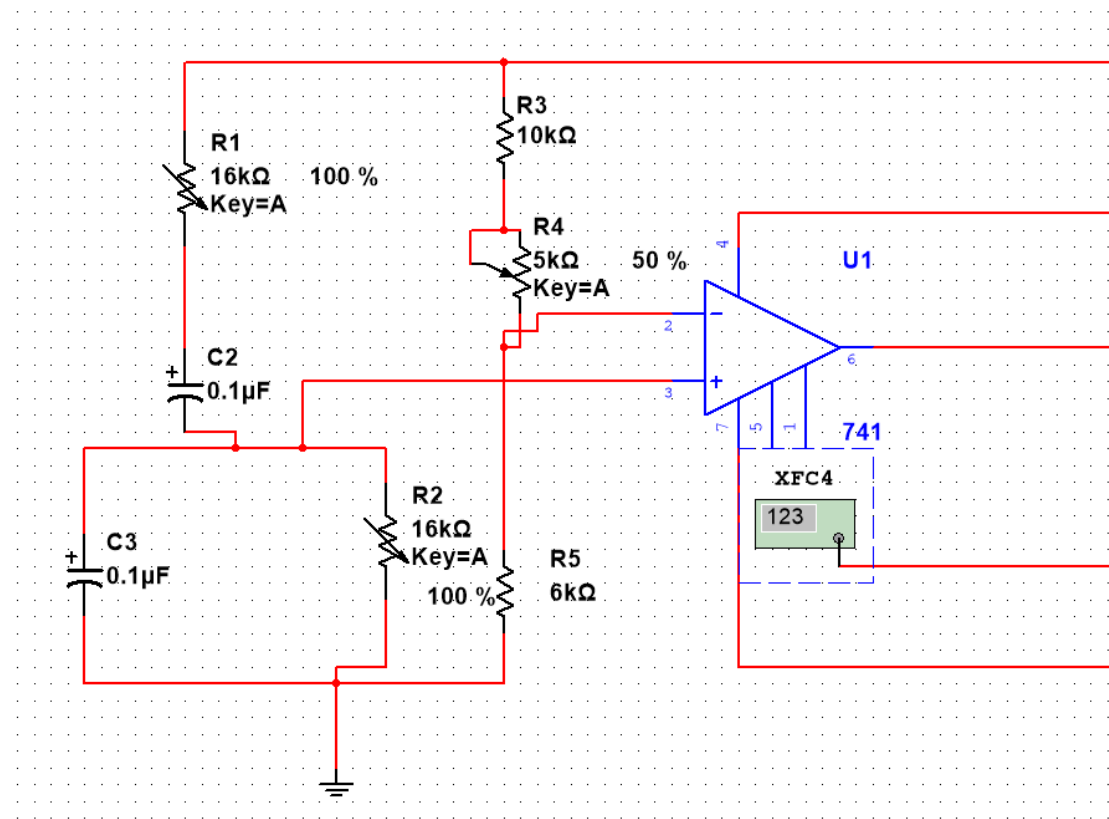 R3
10kΩ
R1
16kΩ 100 %
Key=A
R4
5kΩ 50 %
Key=A
4
U1
2
−
6
+
3
C2
+
0.1µF
7
5
1
741
XFC4
123
R2
16kΩ
Key=A
100 %
C3
+
0.1µF
R5
6kΩ